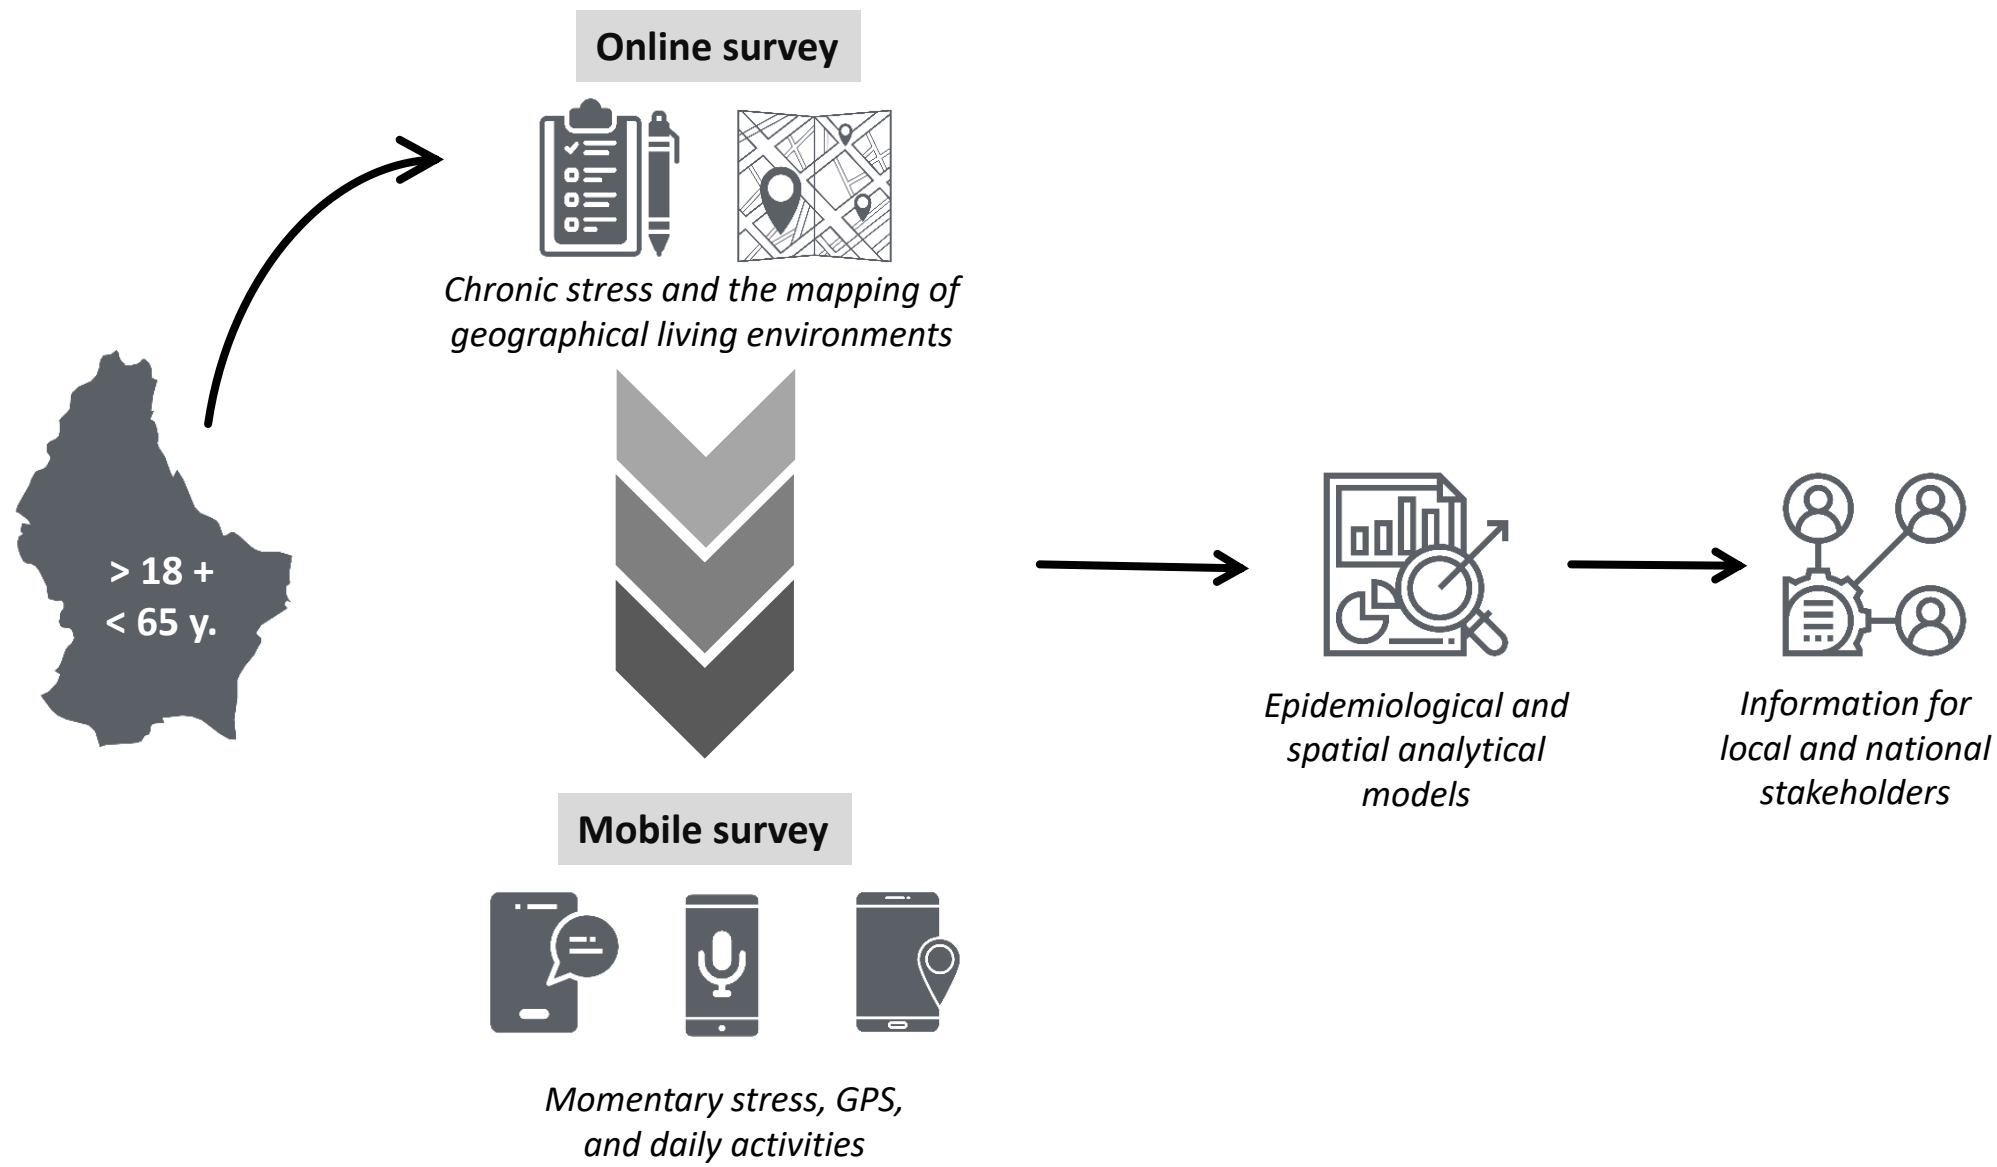 Online survey
Chronic stress and the mapping of
geographical living environments
> 18 +
< 65 y.
Mobile survey
Momentary stress, GPS,
and daily activities
Epidemiological and
spatial analytical
models
Information for
local and national
stakeholders